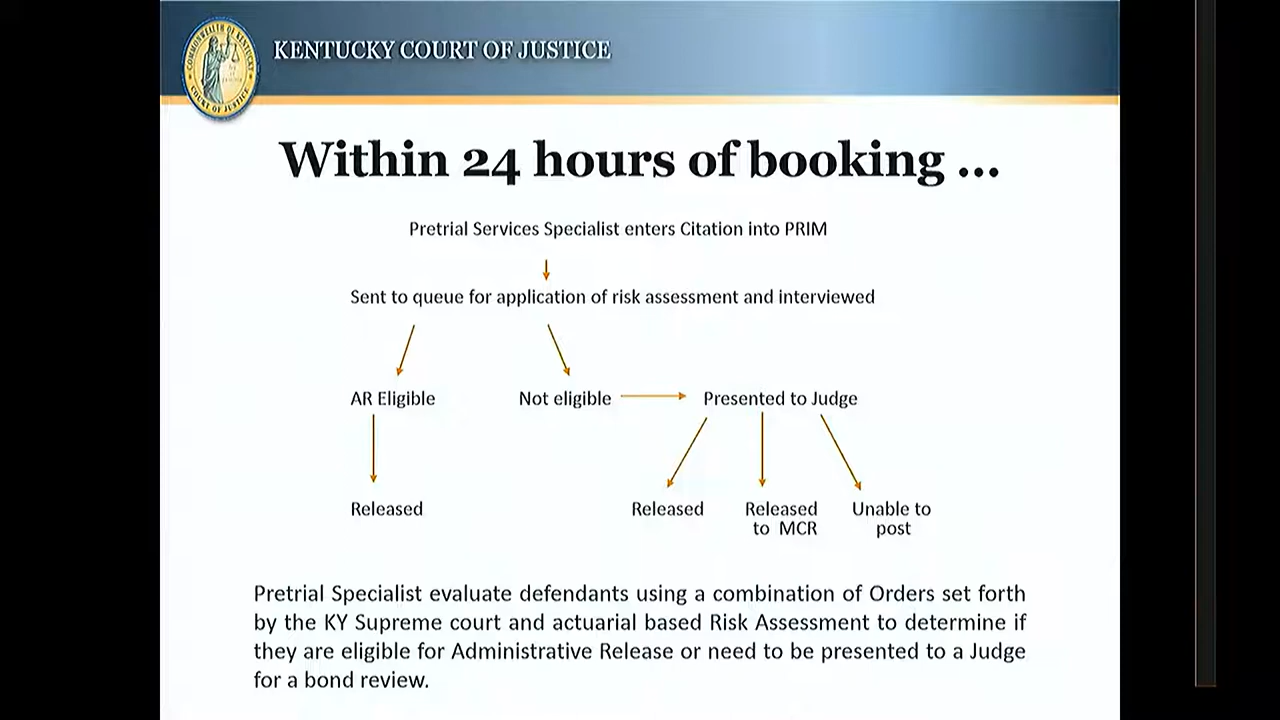 KENTUCKY COURT OF JUSTICE
Within 24 hours of booking ...
Pretrial Services Specialist enters Citation into PRIM
Sent to queue for application of risk assessment and interviewed
AR Eligible
Not eligible
Presented to Judge
Released
Released
Released
to MCR
Unable to
post
Pretrial Specialist evaluate defendants using a combination of Orders set forth
by the KY Supreme court and actuarial based Risk Assessment to determine if
they are eligible for Administrative Release or need to be presented to a Judge
for a bond review.